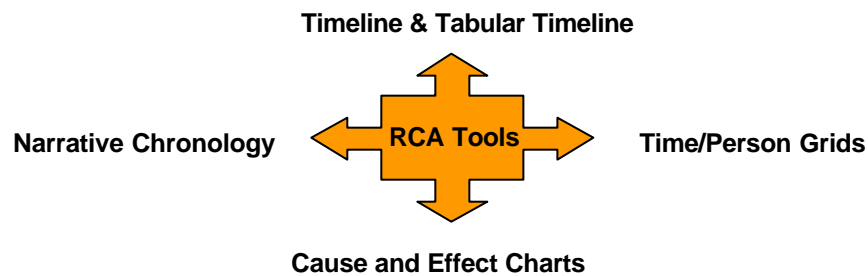 Timeline & Tabular Timeline
Narrative Chronology
RCA Tools
Time/Person Grids
Cause and Effect Charts